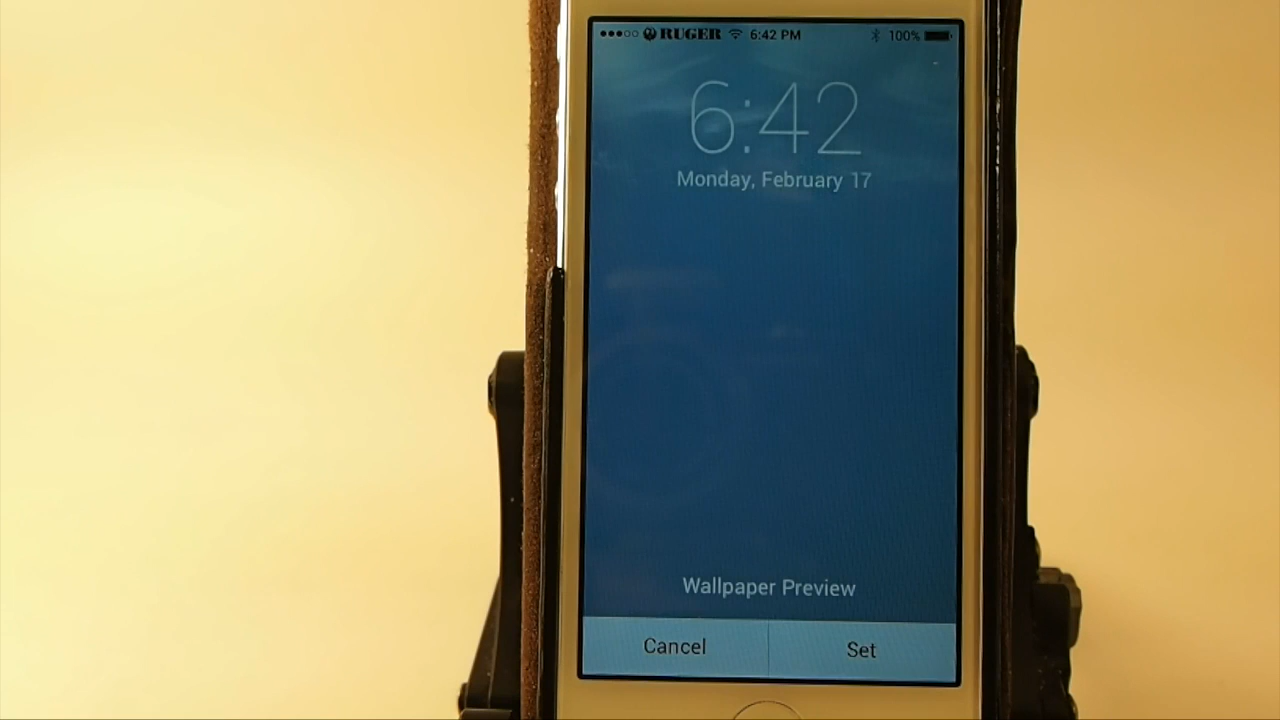 RUGER 6:42 PM 100%
6:42
Monday, February 17
Wallpaper Preview
Cancel Set